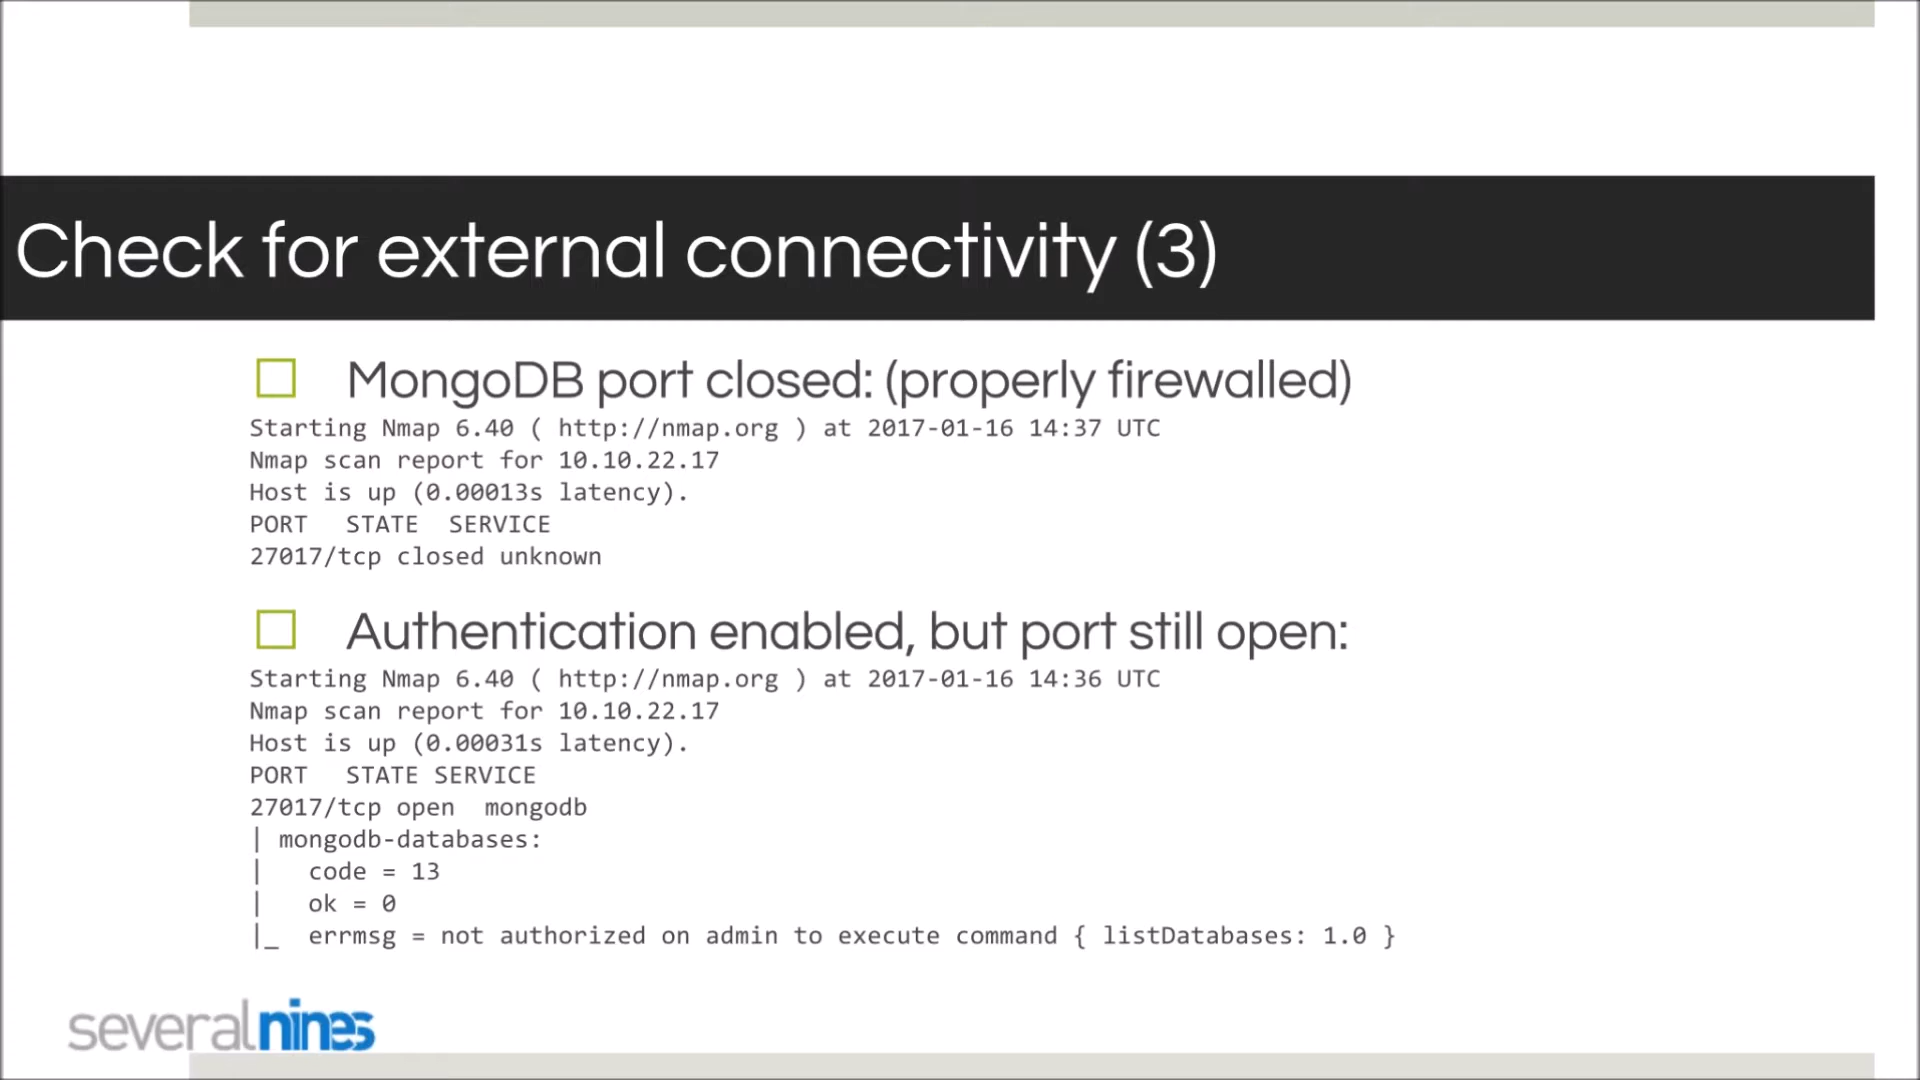 Check for external connectivity (3)
MongoDB port closed: (properly firewalled)
Starting Nmap 6.40 ( http://nmap.org ) at 2017-01-16 14:37 UTC
Nmap scan report for 10.10.22.17
Host is up (0.00013s latency).
PORT   STATE  SERVICE
27017/tcp closed unknown
Authentication enabled, but port still open:
Starting Nmap 6.40 ( http://nmap.org ) at 2017-01-16 14:36 UTC
Nmap scan report for 10.10.22.17
Host is up (0.00031s latency).
PORT   STATE SERVICE
27017/tcp open  mongodb
| mongodb-databases:
|   code = 13
|   ok = 0
|_  errmsg = not authorized on admin to execute command { listDatabases: 1.0 }
severalnines